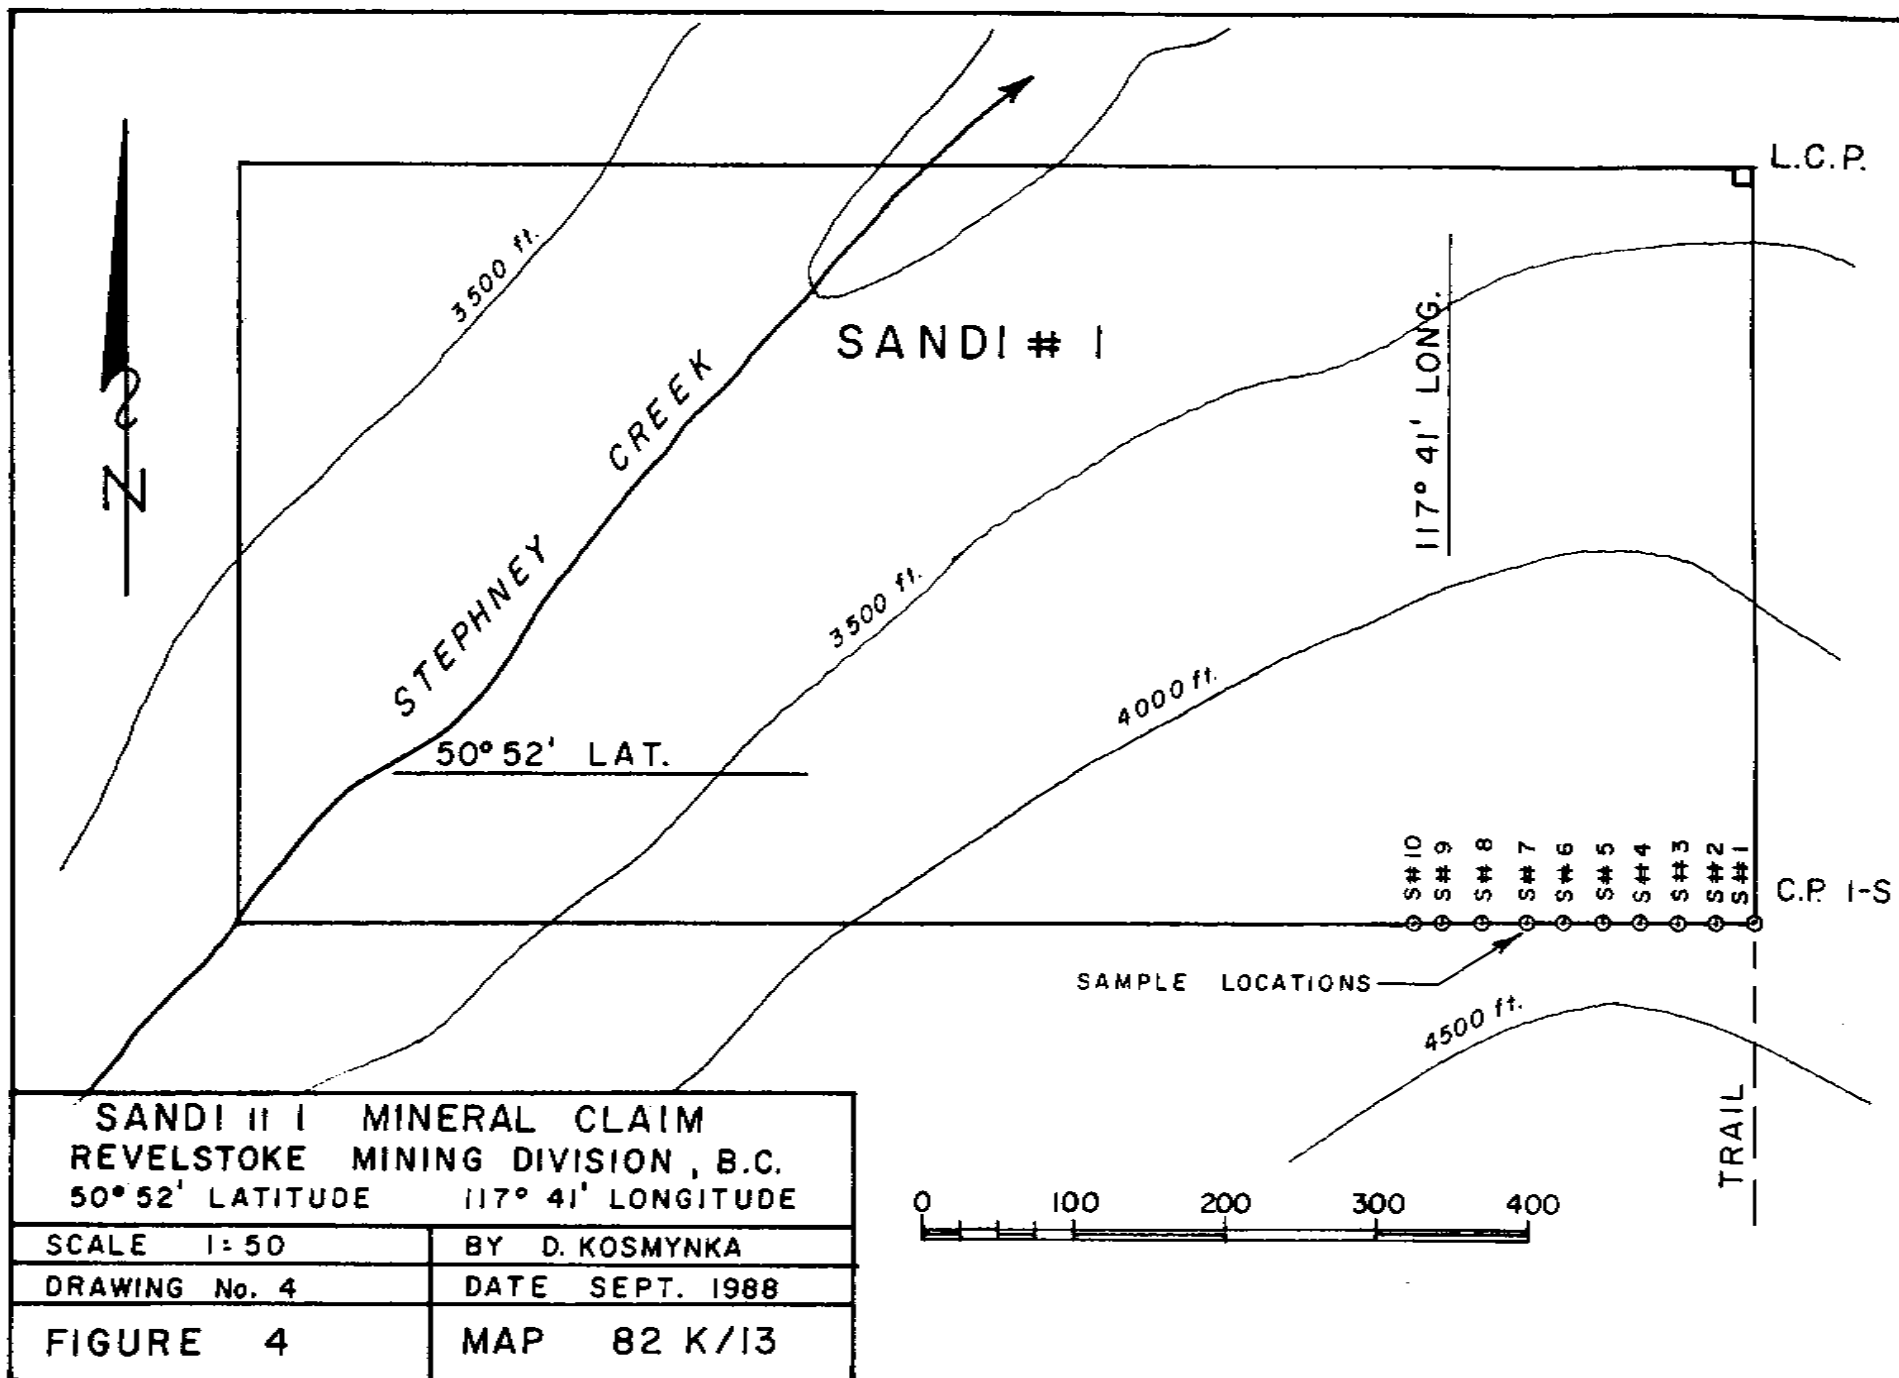 L.C.P.
3500 ft.
SANDI # 1
117° 41' LONG.
CREEK
N
STEPHNEY
3500 ft.
4000 ft.
50° 52' LAT.
S#10
S# 9
S# 8
S# 7
S#6
S# 5
S#4
S#3
S#2
S#1
C.P. 1-S
SAMPLE LOCATIONS
4500 ft.
TRAIL
SANDI # 1 MINERAL CLAIM
REVELSTOKE MINING DIVISION , B.C.
50° 52' LATITUDE 117° 41' LONGITUDE
SCALE 1:50
BY D. KOSMYNKA
DRAWING No. 4
DATE SEPT. 1988
FIGURE 4
MAP 82 K/13
0 100 200 300 400